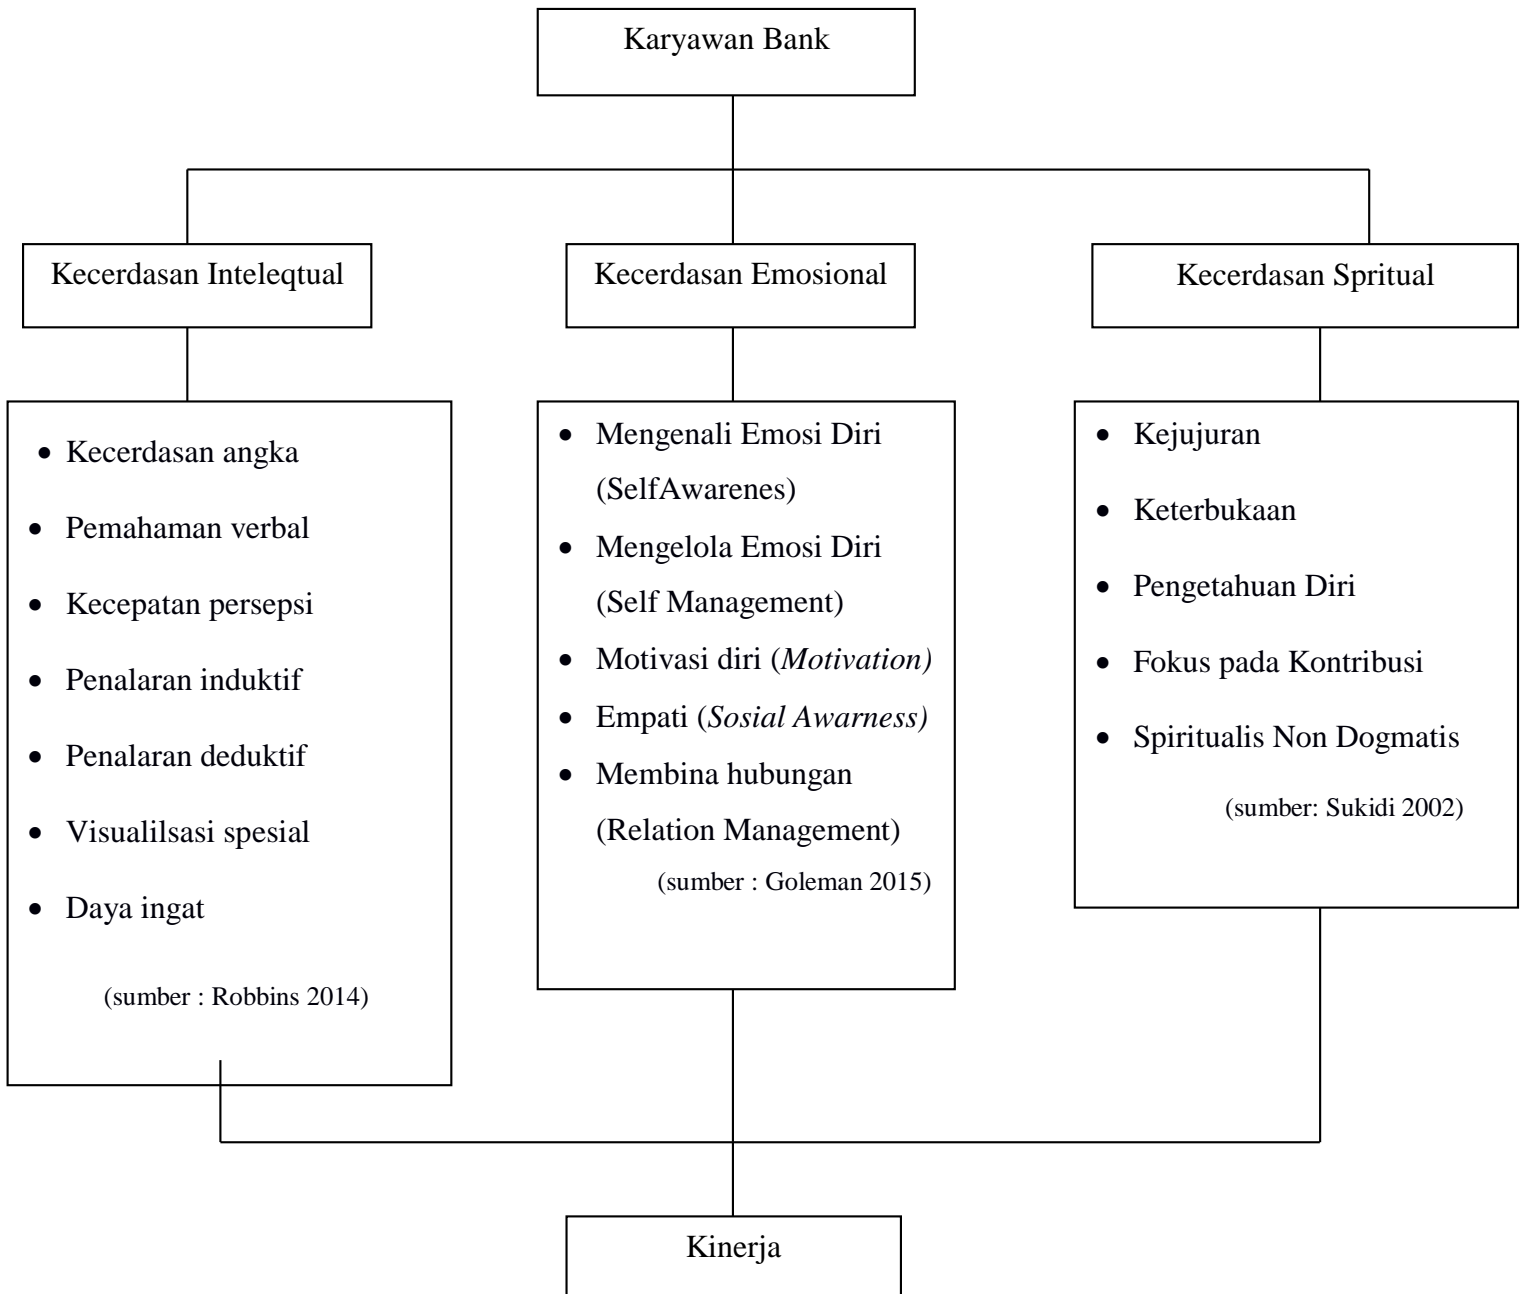 Karyawan Bank
Kecerdasan Inteleqtual
Kecerdasan Emosional
Kecerdasan Spritual
• Kecerdasan angka
• Pemahaman verbal
• Kecepatan persepsi
• Penalaran induktif
• Penalaran deduktif
• Visualilsasi spesial
• Daya ingat
(sumber : Robbins 2014)
• Mengenali Emosi Diri
(SelfAwarenes)
• Mengelola Emosi Diri
(Self Management)
• Motivasi diri (Motivation)
• Empati (Sosial Awarness)
• Membina hubungan
(Relation Management)
(sumber : Goleman 2015)
• Kejujuran
• Keterbukaan
• Pengetahuan Diri
• Fokus pada Kontribusi
• Spiritualis Non Dogmatis
(sumber: Sukidi 2002)
Kinerja